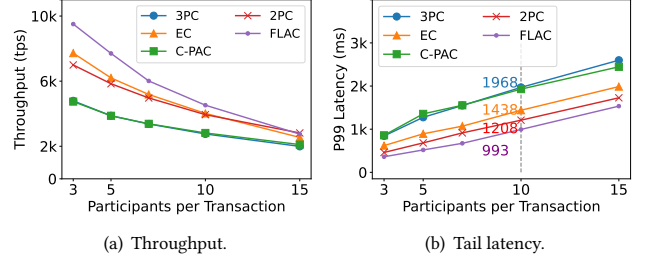 10k
6k
2k
0
Throughput (tps)
3PC
EC
C-PAC
2PC
FLAC
3
5
10
15
Participants per Transaction
(a) Throughput.
3k
2k
1k
0
P99 Latency (ms)
3PC
EC
C-PAC
2PC
FLAC
1968
1438
1208
993
3
5
10
15
Participants per Transaction
(b) Tail latency.